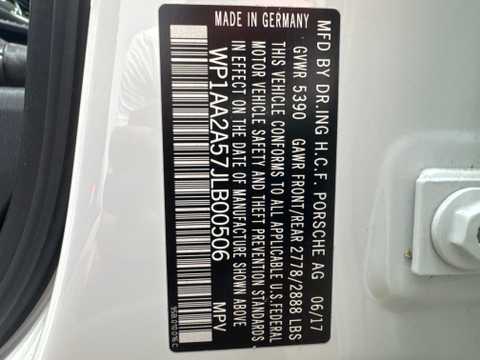 MADE IN GERMANY
MFD BY DR.ING H.C.F. PORSCHE AG 06/17
GVWR 5390 GAWR FRONT/REAR 2778/2888 LBS
THIS VEHICLE CONFORMS TO ALL APPLICABLE U.S.FEDERAL
MOTOR VEHICLE SAFETY AND THEFT PREVENTION STANDARDS
IN EFFECT ON THE DATE OF MANUFACTURE SHOWN ABOVE
WP1AA2A57JLB00506 MPV